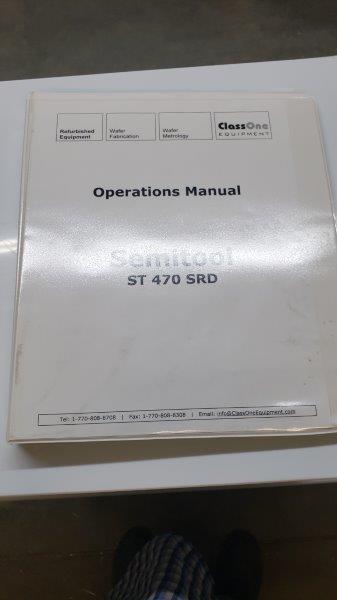 Refurbished Equipment
Wafer Fabrication
Wafer Metrology
ClassOne EQUIPMENT
Operations Manual
Semitool
ST 470 SRD
Tel: 1-770-808-8708 | Fax: 1-770-808-8308 | Email: info@ClassOneEquipment.com